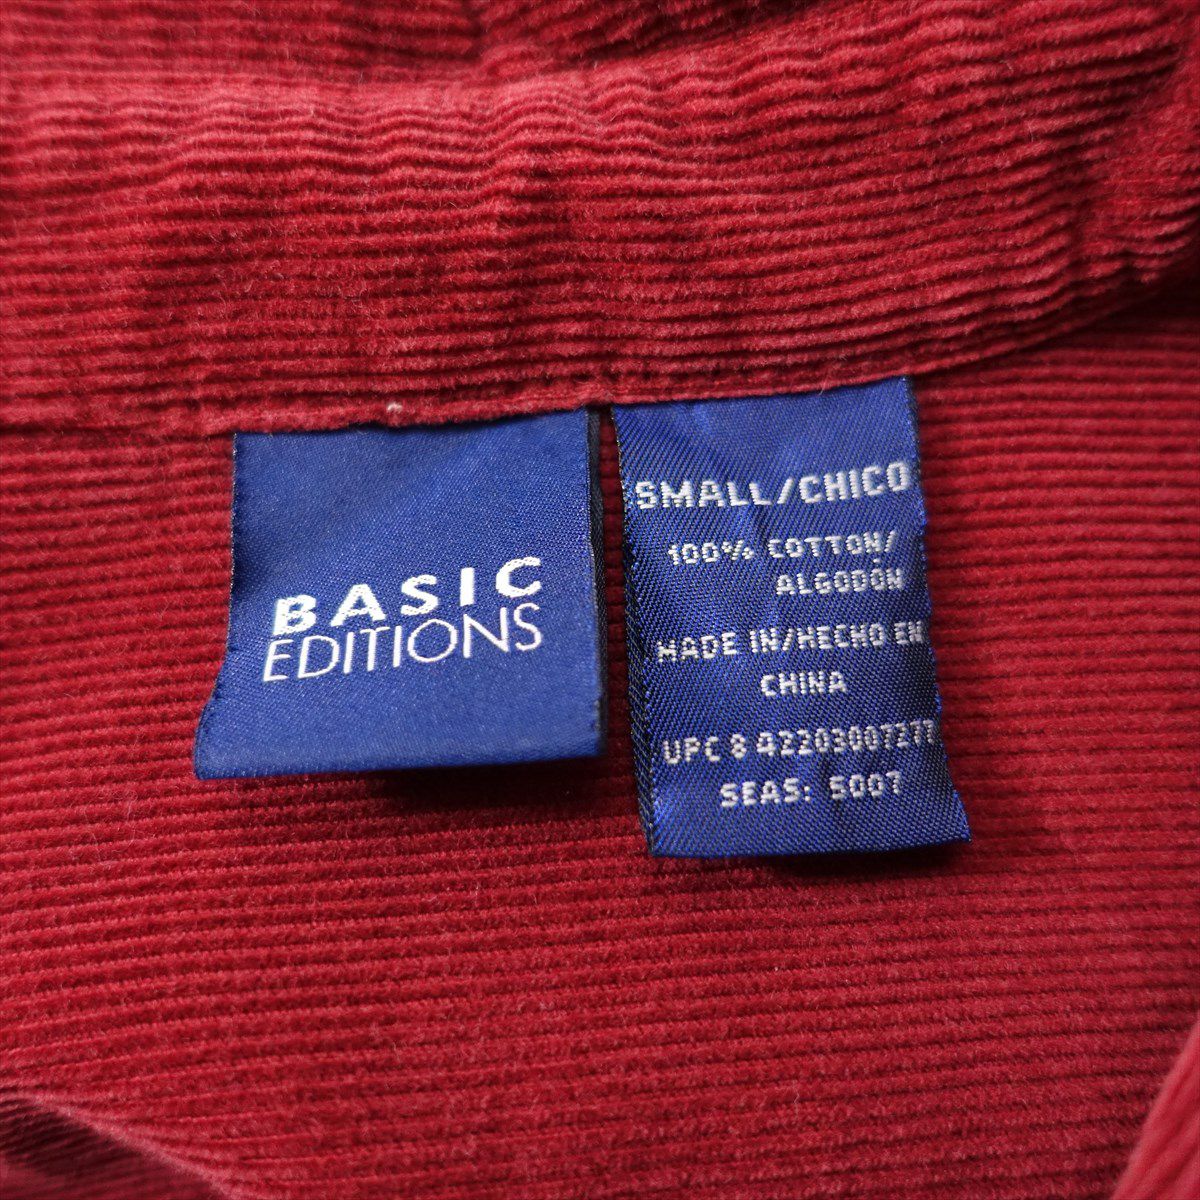 BASIC
EDITIONS
SMALL/CHICO
100% COTTON/
ALGODÓN
MADE IN/HECHO EN
CHINA
UPC 8 42203007277
SEAS: 5007